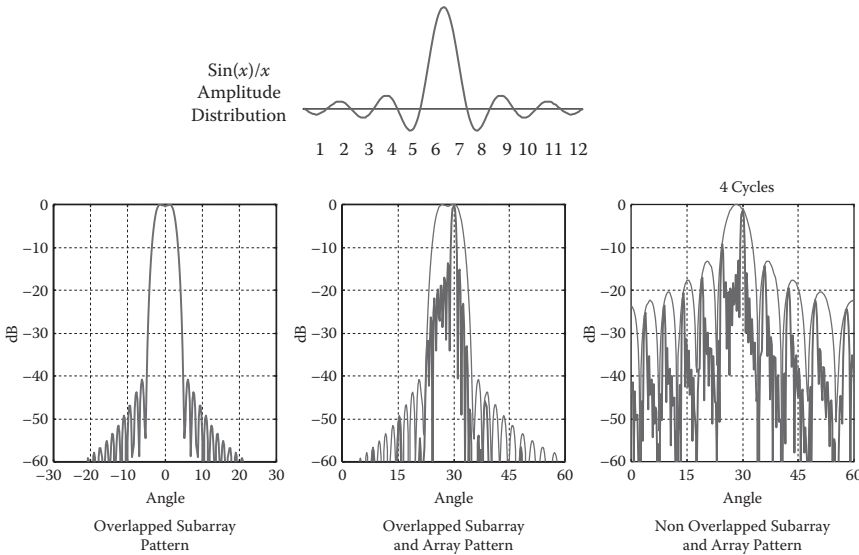 Sin(x)/x
Amplitude
Distribution
1 2 3 4 5 6 7 8 9 10 11 12
4 Cycles
dB
0
−10
−20
−30
−40
−50
−60
−30 −20 −10 0 10 20 30
Angle
Overlapped Subarray
Pattern
dB
0
−10
−20
−30
−40
−50
−60
0 15 30 45 60
Angle
Overlapped Subarray
and Array Pattern
dB
0
−10
−20
−30
−40
−50
−60
0 15 30 45 60
Angle
Non Overlapped Subarray
and Array Pattern